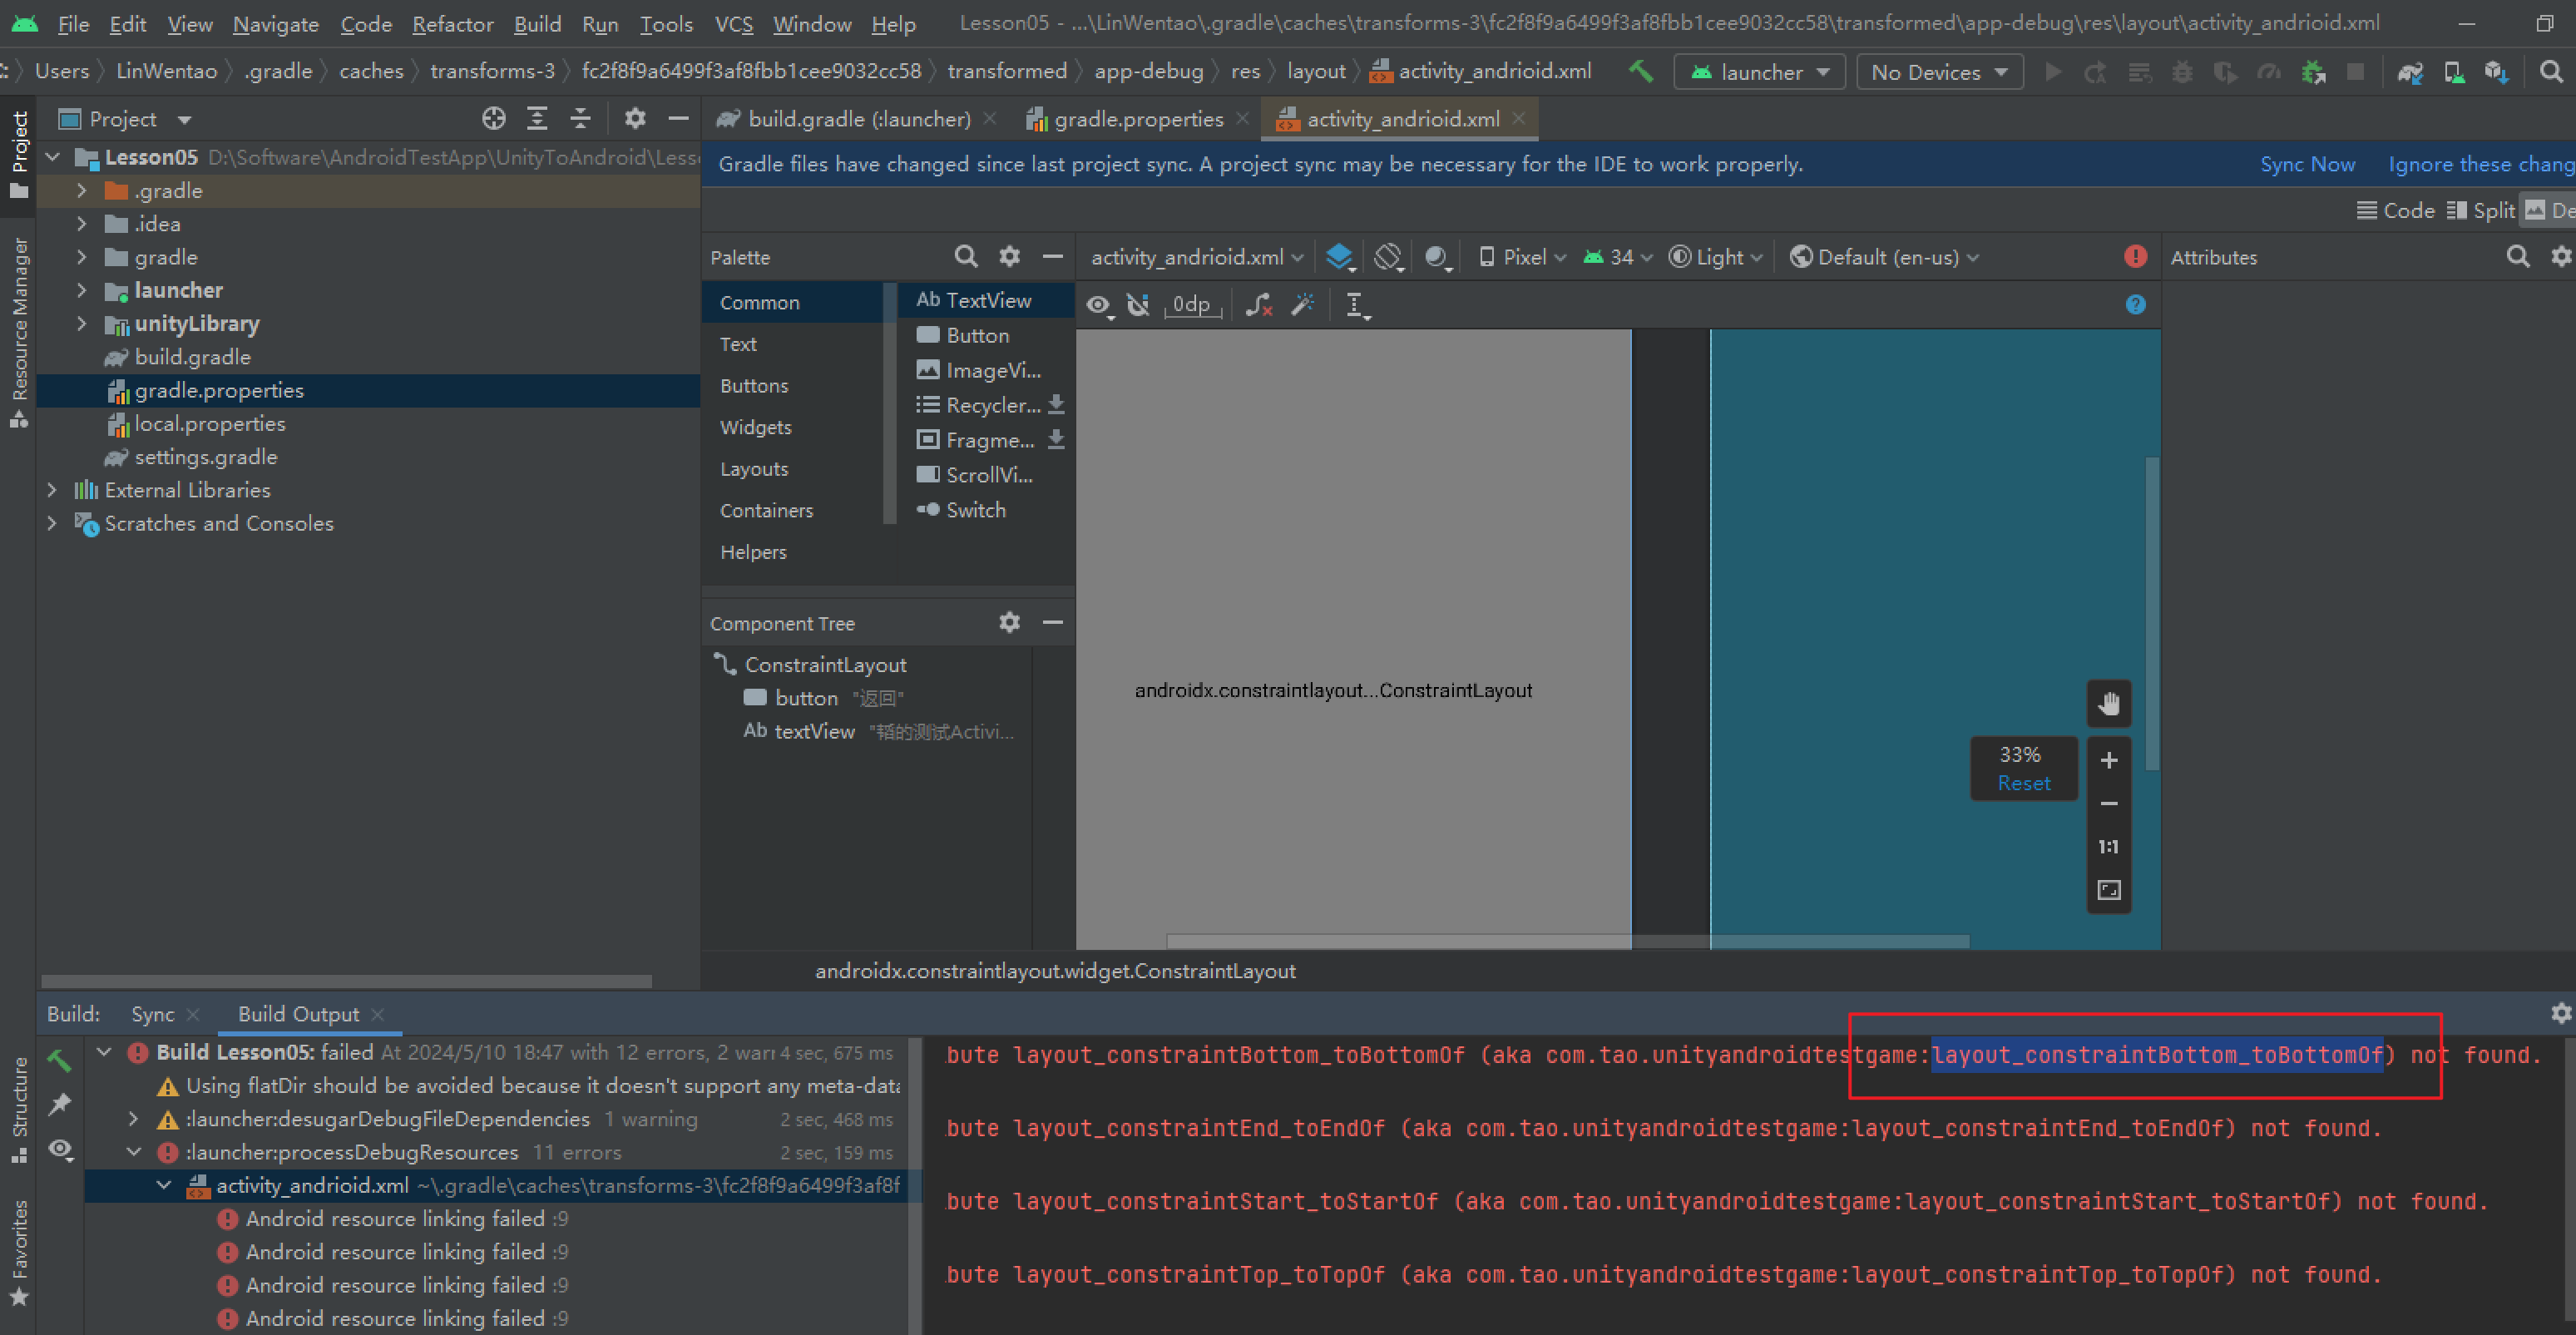 File Edit View Navigate Code Refactor Build Run Tools VCS Window Help Lesson05 - ...\LinWentao\.gradle\caches\transforms-3\fc2f8f9a6499f3af8fbb1cee9032cc58\transformed\app-debug\res\layout\activity_andrioid.xml
Users LinWentao .gradle caches transforms-3 fc2f8f9a6499f3af8fbb1cee9032cc58 transformed app-debug res layout activity_andrioid.xml launcher No Devices
Project
build.gradle (:launcher) gradle.properties activity_andrioid.xml
Project
Lesson05 D:\Software\AndroidTestApp\UnityToAndroid\Less
Gradle files have changed since last project sync. A project sync may be necessary for the IDE to work properly. Sync Now Ignore these chang
.gradle
.idea
Code Split De
gradle
launcher
unityLibrary
build.gradle
gradle.properties
local.properties
settings.gradle
External Libraries
Scratches and Consoles
Resource Manager
Palette
activity_andrioid.xml Pixel 34 Light Default (en-us)
Attributes
0dp
Common
Text
Buttons
Widgets
Layouts
Containers
Helpers
Ab TextView
Button
ImageVi...
Recycler...
Fragme...
ScrollVi...
Switch
Component Tree
ConstraintLayout
button "返回"
Ab textView "韬的测试Activi...
androidx.constraintlayout...ConstraintLayout
33%
Reset
1:1
androidx.constraintlayout.widget.ConstraintLayout
Build: Sync Build Output
Build Lesson05: failed At 2024/5/10 18:47 with 12 errors, 2 warr 4 sec, 675 ms
Using flatDir should be avoided because it doesn't support any meta-data
:launcher:desugarDebugFileDependencies 1 warning 2 sec, 468 ms
:launcher:processDebugResources 11 errors 2 sec, 159 ms
activity_andrioid.xml ~\.gradle\caches\transforms-3\fc2f8f9a6499f3af8f
Android resource linking failed :9
Android resource linking failed :9
Android resource linking failed :9
Android resource linking failed :9
bute layout_constraintBottom_toBottomOf (aka com.tao.unityandroidtestgame:layout_constraintBottom_toBottomOf) not found.
bute layout_constraintEnd_toEndOf (aka com.tao.unityandroidtestgame:layout_constraintEnd_toEndOf) not found.
bute layout_constraintStart_toStartOf (aka com.tao.unityandroidtestgame:layout_constraintStart_toStartOf) not found.
bute layout_constraintTop_toTopOf (aka com.tao.unityandroidtestgame:layout_constraintTop_toTopOf) not found.
Structure
Favorites